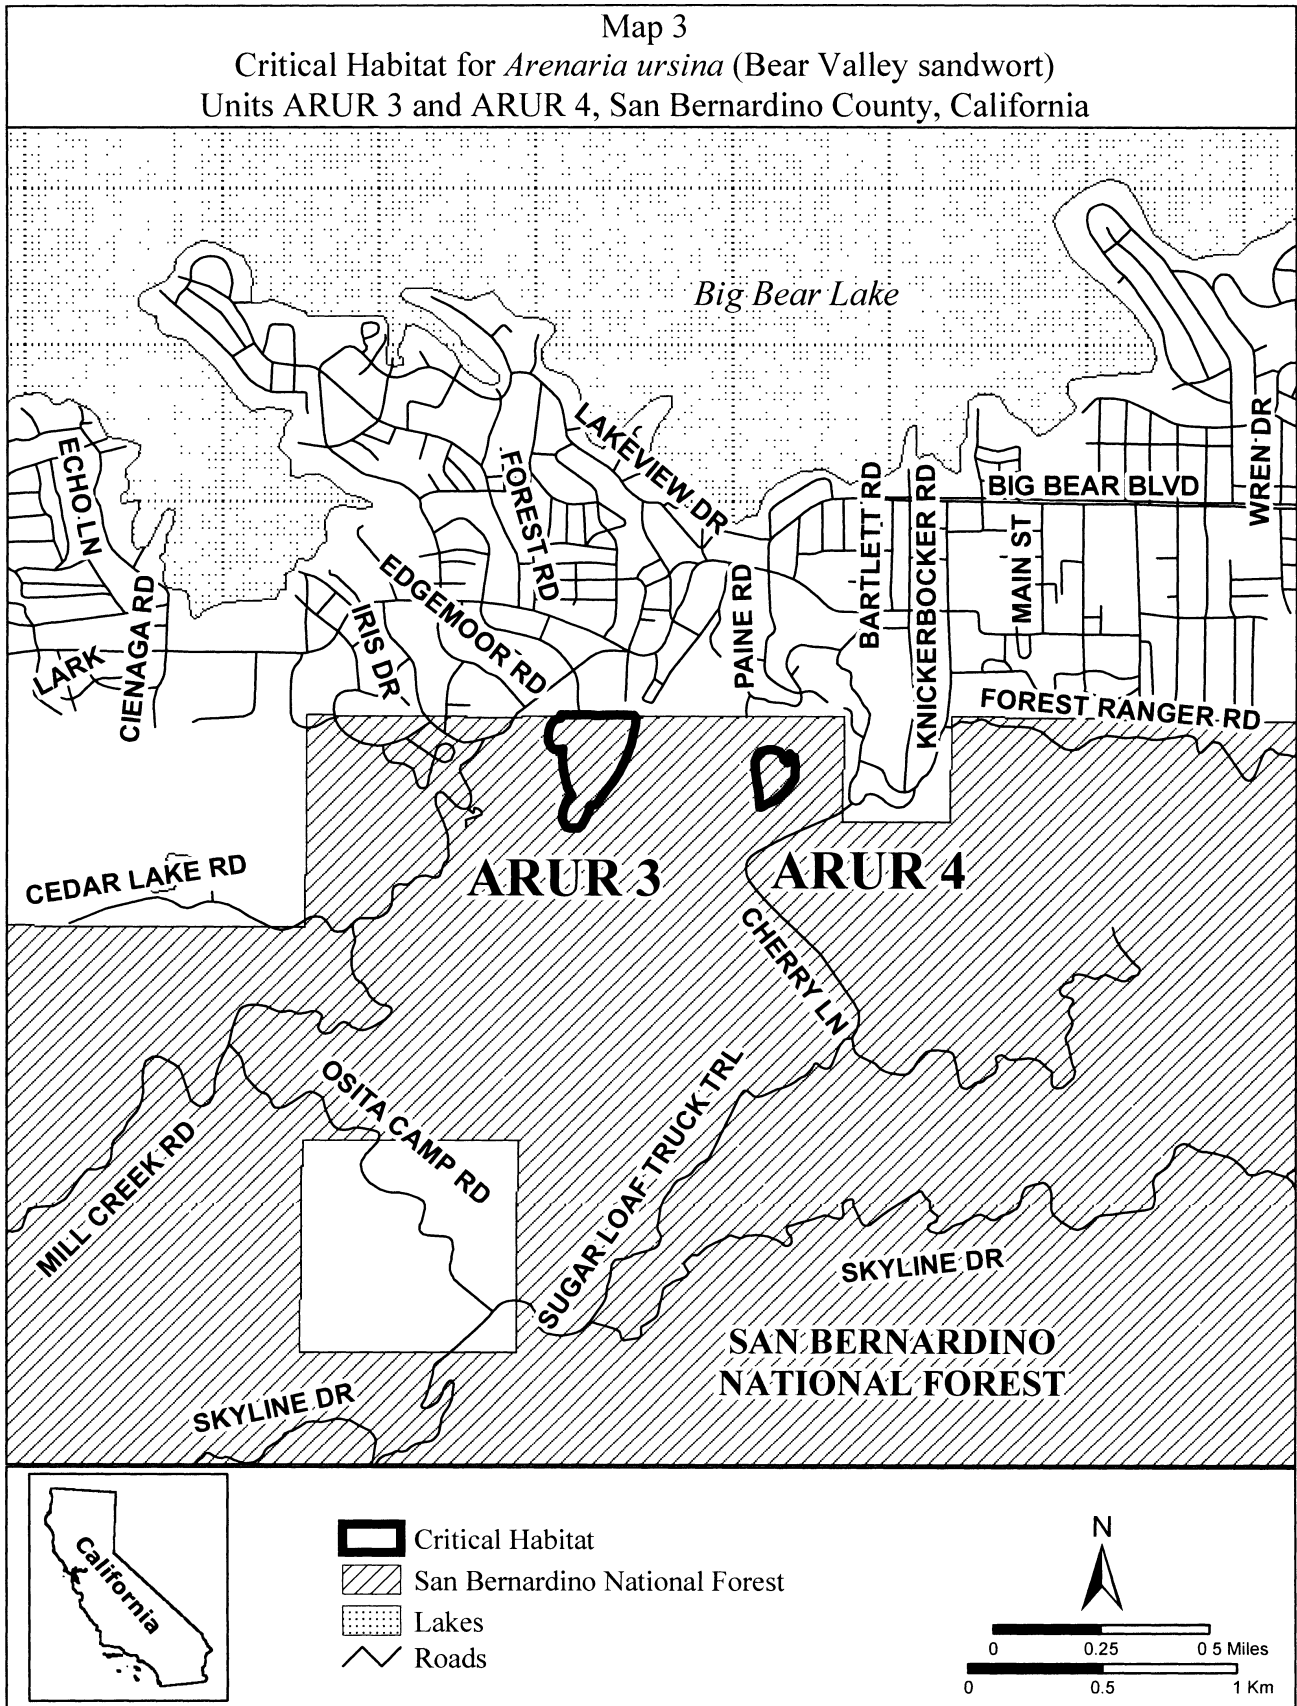 Map 3
Critical Habitat for Arenaria ursina (Bear Valley sandwort)
Units ARUR 3 and ARUR 4, San Bernardino County, California
Big Bear Lake
LAKEVIEW DR
WREN DR
ECHO LN
FOREST RD
BARTLETT RD
KNICKERBOCKER RD
BIG BEAR BLVD
MAIN ST
EDGEMOOR RD
IRIS DR
CIENAGA RD
LARK
PAINE RD
FOREST RANGER RD
CEDAR LAKE RD
ARUR 3
ARUR 4
CHERRY LN
OSITA CAMP RD
MILL CREEK RD
SUGAR LOAF TRUCK TRL
SKYLINE DR
SAN BERNARDINO
NATIONAL FOREST
SKYLINE DR
California
Critical Habitat
San Bernardino National Forest
Lakes
Roads
N
0 0.25 0 5 Miles
0 0.5 1 Km